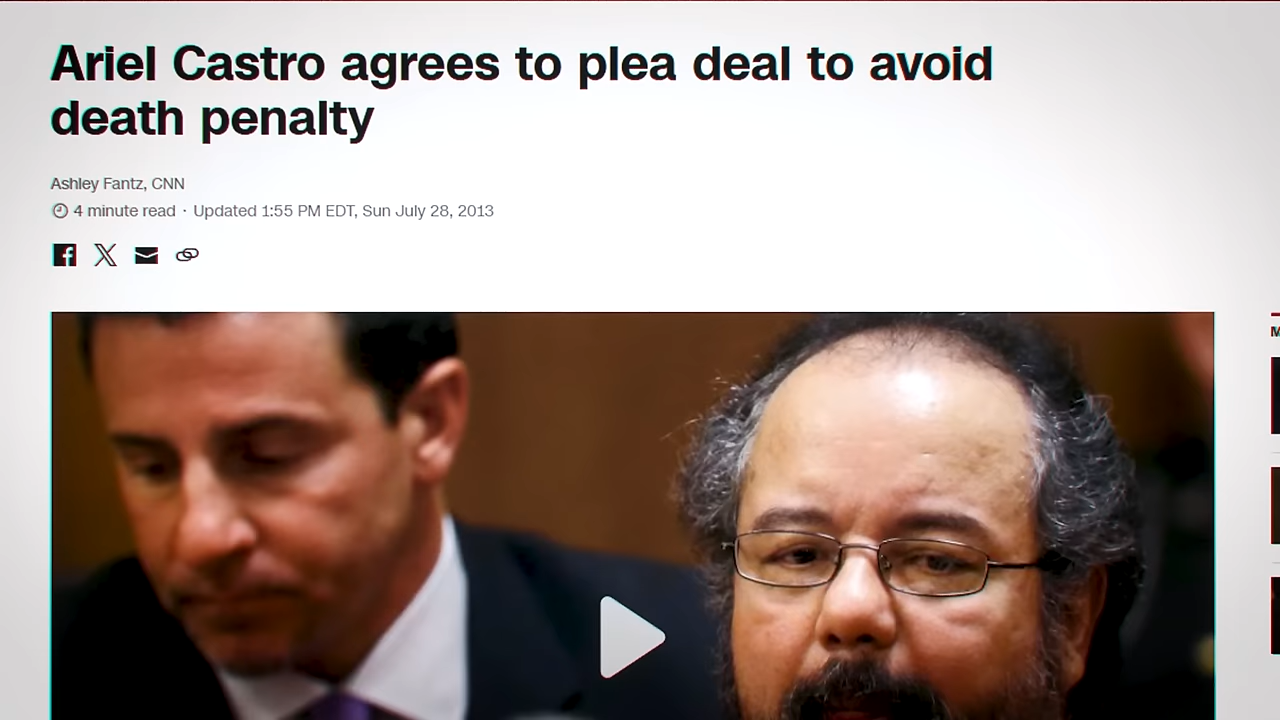 Ariel Castro agrees to plea deal to avoid
death penalty
Ashley Fantz, CNN
4 minute read · Updated 1:55 PM EDT, Sun July 28, 2013